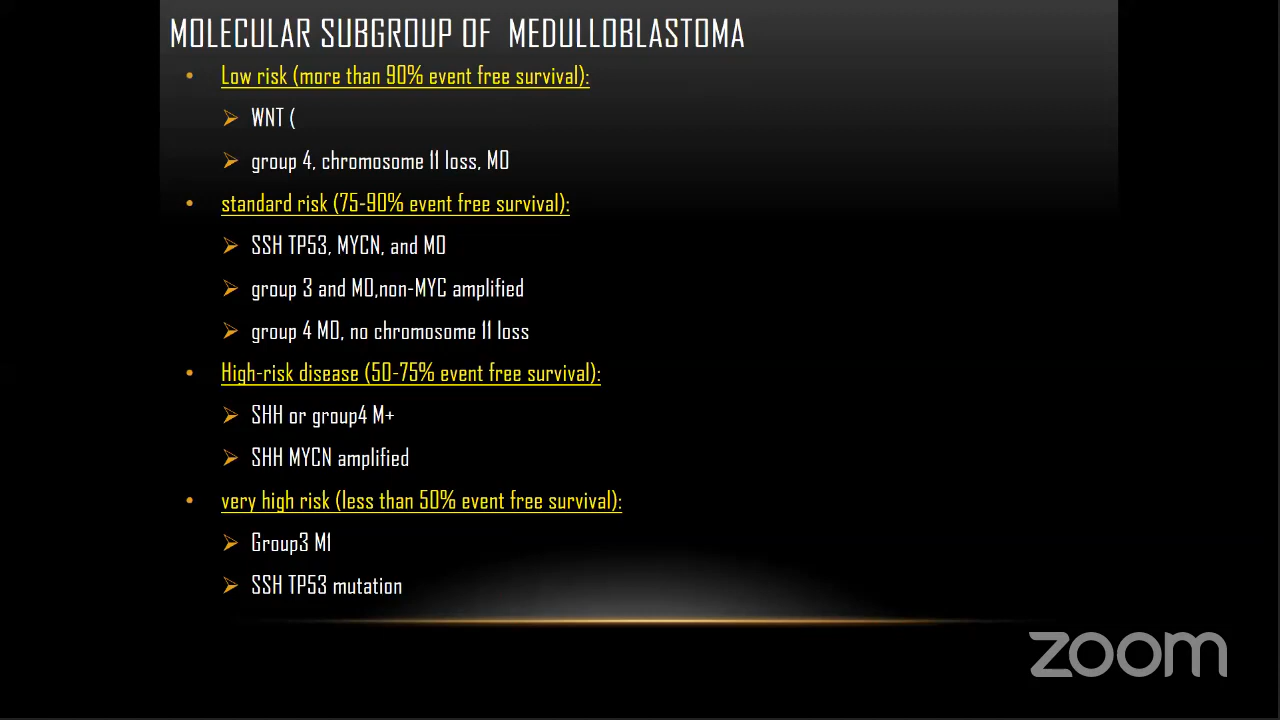 MOLECULAR SUBGROUP OF MEDULLOBLASTOMA
• Low risk (more than 90% event free survival):
➢ WNT (
➢ group 4, chromosome 11 loss, M0
• standard risk (75-90% event free survival):
➢ SSH TP53, MYCN, and M0
➢ group 3 and M0,non-MYC amplified
➢ group 4 M0, no chromosome 11 loss
• High-risk disease (50-75% event free survival):
➢ SHH or group4 M+
➢ SHH MYCN amplified
• very high risk (less than 50% event free survival):
➢ Group3 M1
➢ SSH TP53 mutation
zoom